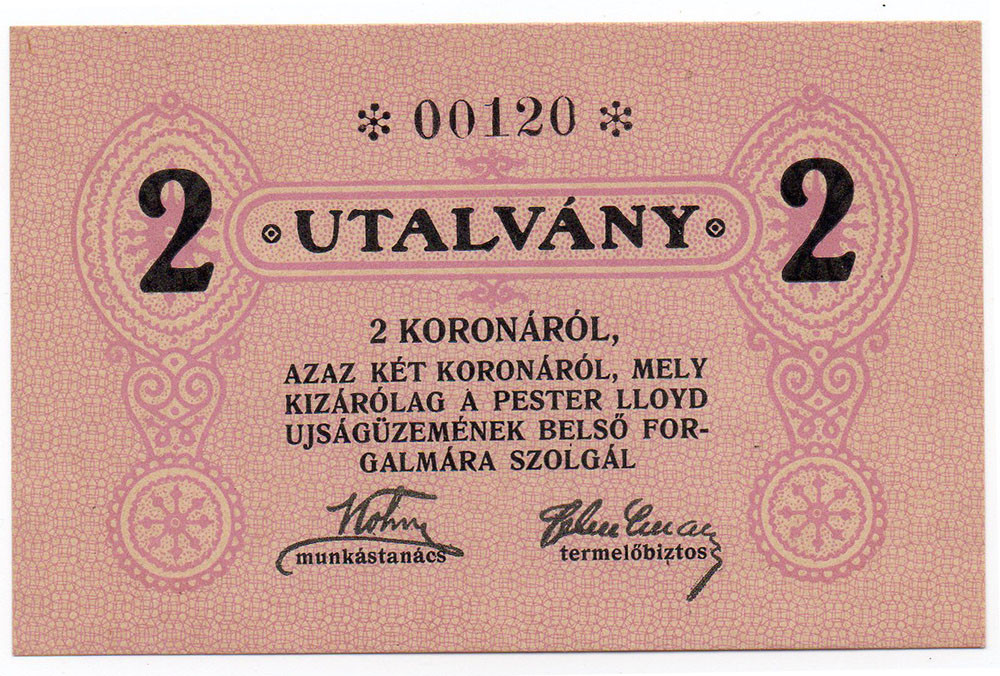 * 00120 *
2 · UTALVÁNY · 2
2 KORONÁRÓL,
AZAZ KÉT KORONÁRÓL, MELY
KIZÁRÓLAG A PESTER LLOYD
UJSÁGÜZEMÉNEK BELSŐ FOR-
GALMÁRA SZOLGÁL
munkástanács termelőbiztos